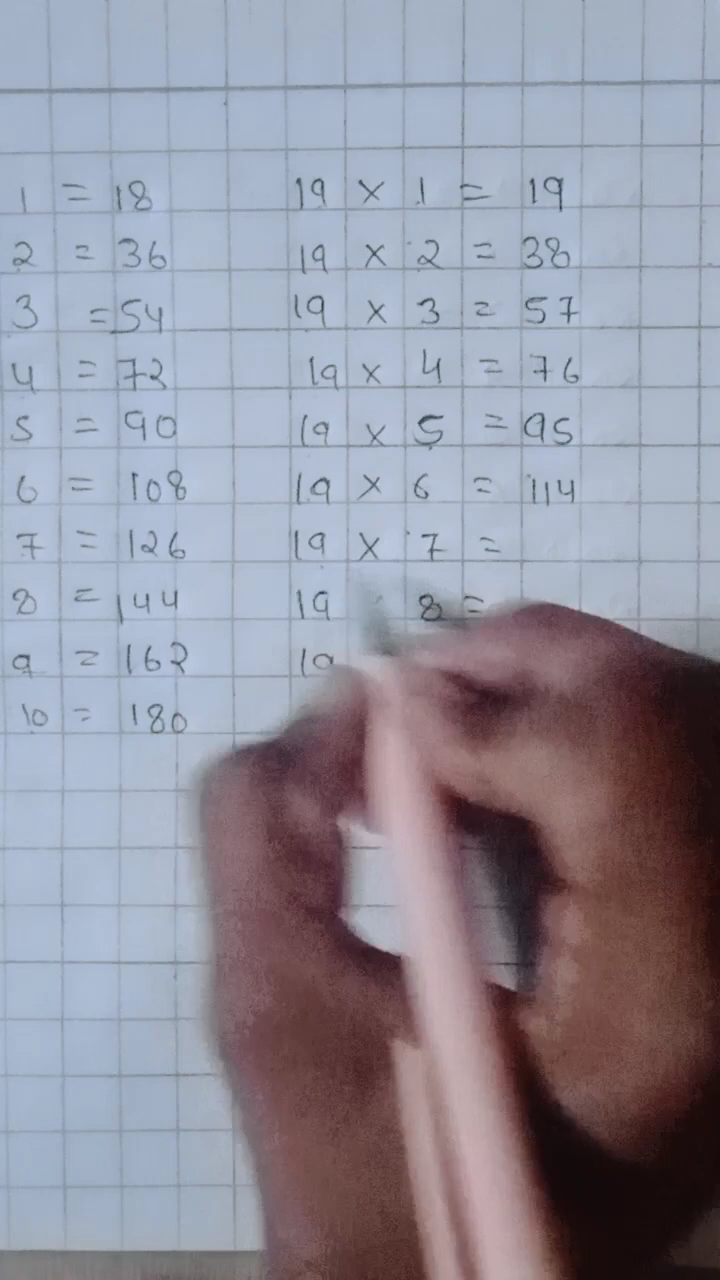 1 = 18 19 x 1 = 19
2 = 36 19 x 2 = 38
3 = 54 19 x 3 = 57
4 = 72 19 x 4 = 76
5 = 90 19 x 5 = 95
6 = 108 19 x 6 = 114
7 = 126 19 x 7 =
8 = 144 19 8 =
9 = 162 19
10 = 180